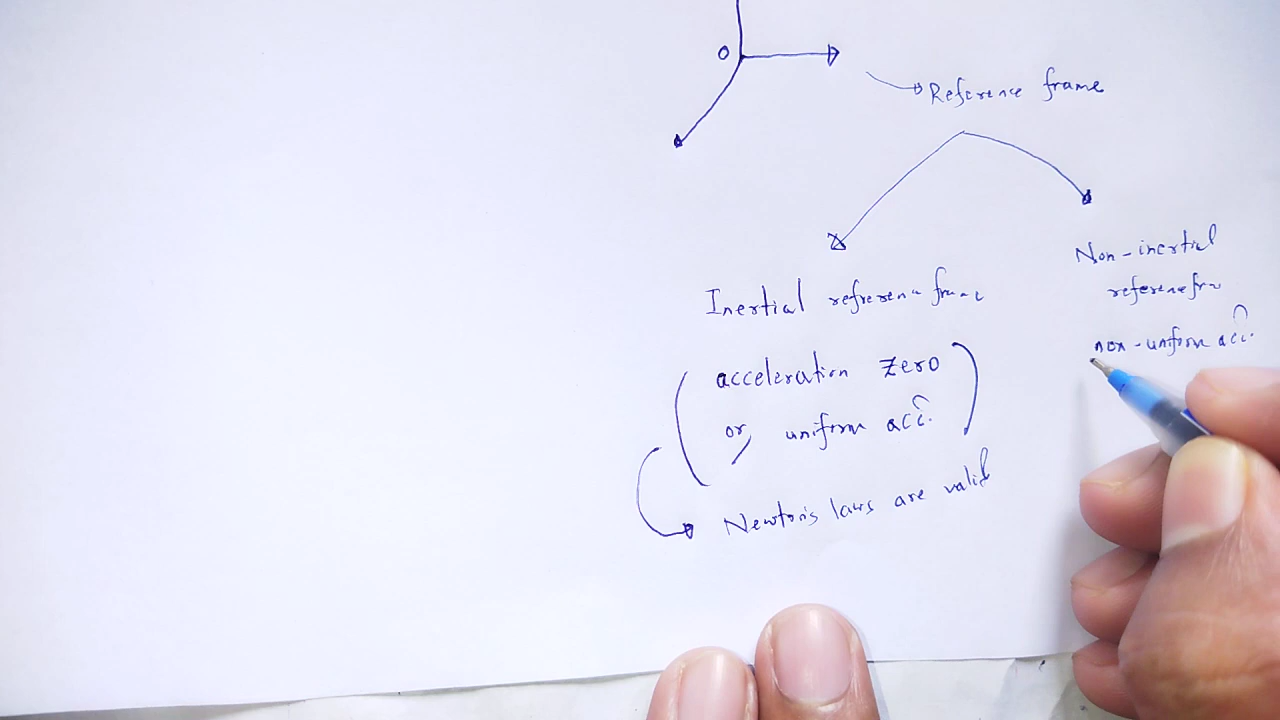 O
Reference frame
Inertial reference frame
Non-inertial
reference fra
acceleration zero
or uniform acc.
non-uniform acc.
Newton's laws are valid